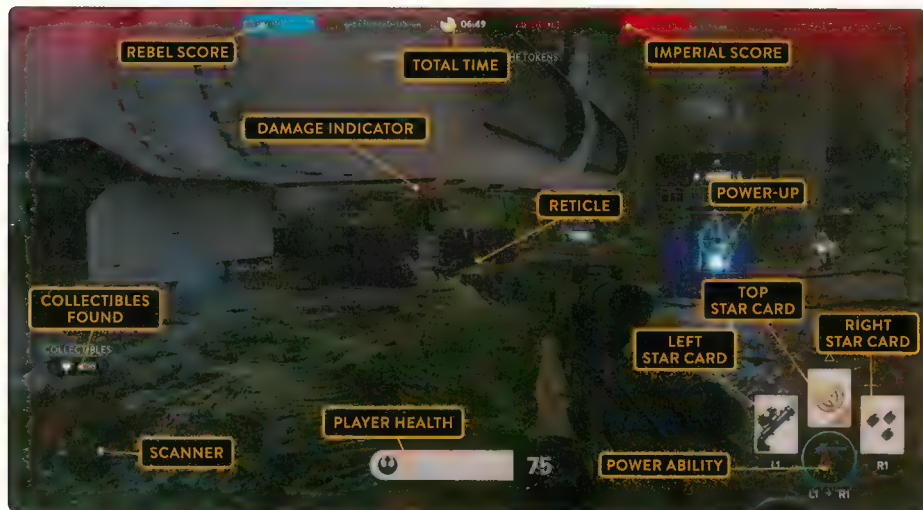 06:49
REBEL SCORE
TOTAL TIME
IMPERIAL SCORE
TOKENS
DAMAGE INDICATOR
RETICLE
POWER-UP
COLLECTIBLES
FOUND
COLLECTIBLES
TOP
STAR CARD
LEFT
STAR CARD
RIGHT
STAR CARD
PLAYER HEALTH
SCANNER
75
POWER ABILITY
L1
R1
L1 + R1